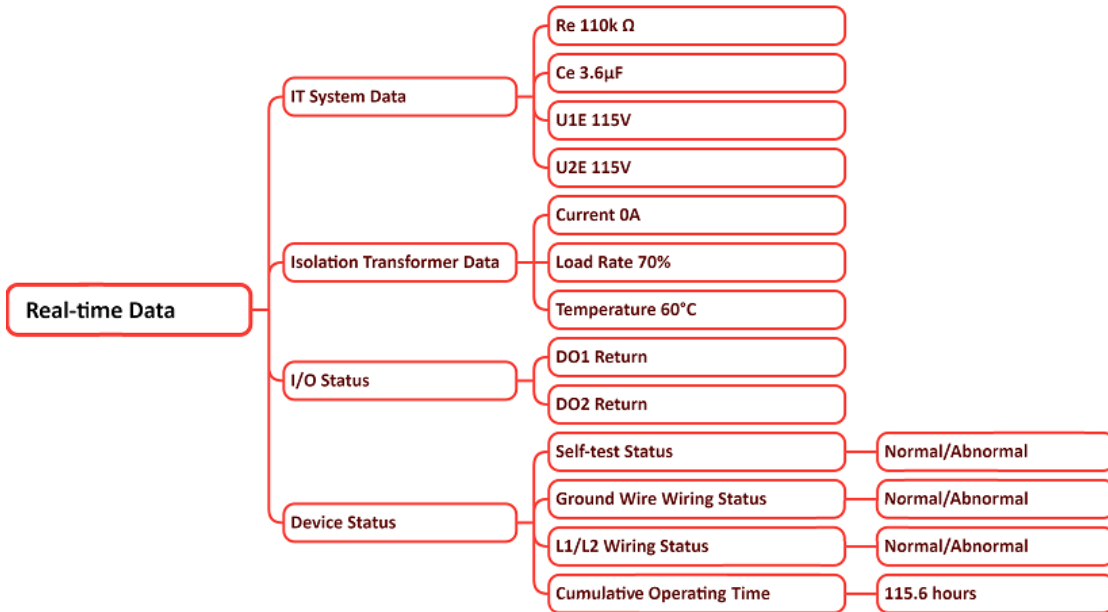 Real-time Data
IT System Data
Re 110k Ω
Ce 3.6µF
U1E 115V
U2E 115V
Isolation Transformer Data
Current 0A
Load Rate 70%
Temperature 60°C
I/O Status
DO1 Return
DO2 Return
Device Status
Self-test Status
Normal/Abnormal
Ground Wire Wiring Status
Normal/Abnormal
L1/L2 Wiring Status
Normal/Abnormal
Cumulative Operating Time
115.6 hours